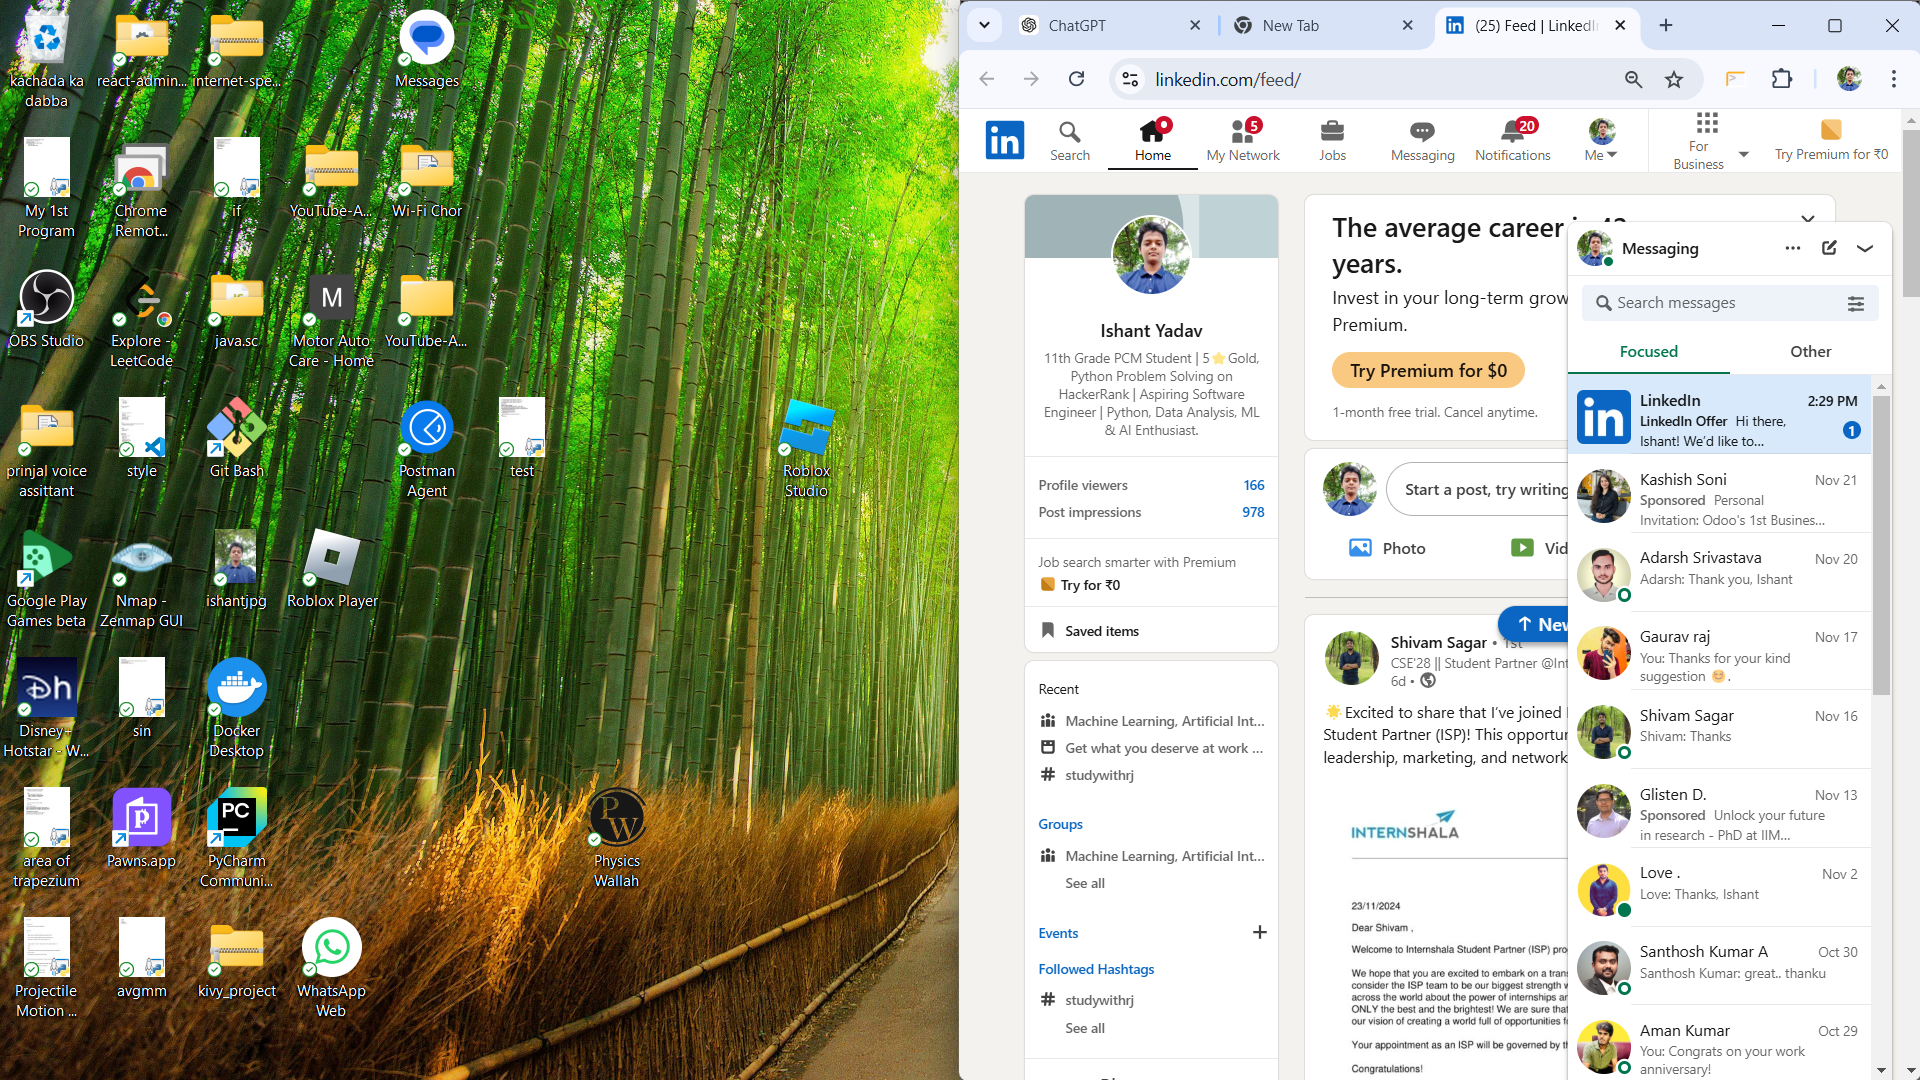 kachada ka
dabba
react-admin...
internet-spe...
Messages
My 1st
Program
Chrome
Remot...
if
YouTube-A...
Wi-Fi Chor
OBS Studio
Explore -
LeetCode
java.sc
M
Motor Auto
Care - Home
YouTube-A...
prinjal voice
assittant
style
Git Bash
Postman
Agent
test
Roblox
Studio
Google Play
Games beta
Nmap -
Zenmap GUI
ishantjpg
Roblox Player
Disney+
Hotstar - W...
sin
Docker
Desktop
area of
trapezium
Pawns.app
PC
PyCharm
Communi...
PW
Physics
Wallah
Projectile
Motion ...
avgmm
kivy_project
WhatsApp
Web
ChatGPT
New Tab
(25) Feed | LinkedIn
linkedin.com/feed/
in
Search
Home
5
My Network
Jobs
Messaging
20
Notifications
Me
For
Business
Try Premium for ₹0
Ishant Yadav
11th Grade PCM Student | 5⭐Gold,
Python Problem Solving on
HackerRank | Aspiring Software
Engineer | Python, Data Analysis, ML
& AI Enthusiast.
Profile viewers 166
Post impressions 978
Job search smarter with Premium
Try for ₹0
Saved items
Recent
Machine Learning, Artificial Int...
Get what you deserve at work ...
# studywithrj
Groups
Machine Learning, Artificial Int...
See all
Events +
Followed Hashtags
# studywithrj
See all
The average career
years.
Invest in your long-term grow
Premium.
Try Premium for $0
1-month free trial. Cancel anytime.
Start a post, try writing
Photo
Vid
New
Shivam Sagar • 1st
CSE'28 || Student Partner @Int
6d •
🌟Excited to share that I've joined
Student Partner (ISP)! This opportu
leadership, marketing, and network
INTERNSHALA
23/11/2024
Dear Shivam ,
Welcome to Internshala Student Partner (ISP) pro
We hope that you are excited to embark on a tran
consider the ISP team to be our biggest strength w
across the world about the power of internships an
ONLY the best and the brightest! We are sure that
our vision of creating a world full of opportunities f
Your appointment as an ISP will be governed by th
Congratulations!
Messaging
Search messages
Focused
Other
in
LinkedIn 2:29 PM
LinkedIn Offer Hi there,
Ishant! We'd like to... 1
Kashish Soni Nov 21
Sponsored Personal
Invitation: Odoo's 1st Busines...
Adarsh Srivastava Nov 20
Adarsh: Thank you, Ishant
Gaurav raj Nov 17
You: Thanks for your kind
suggestion 😊.
Shivam Sagar Nov 16
Shivam: Thanks
Glisten D. Nov 13
Sponsored Unlock your future
in research - PhD at IIM...
Love . Nov 2
Love: Thanks, Ishant
Santhosh Kumar A Oct 30
Santhosh Kumar: great.. thanku
Aman Kumar Oct 29
You: Congrats on your work
anniversary!